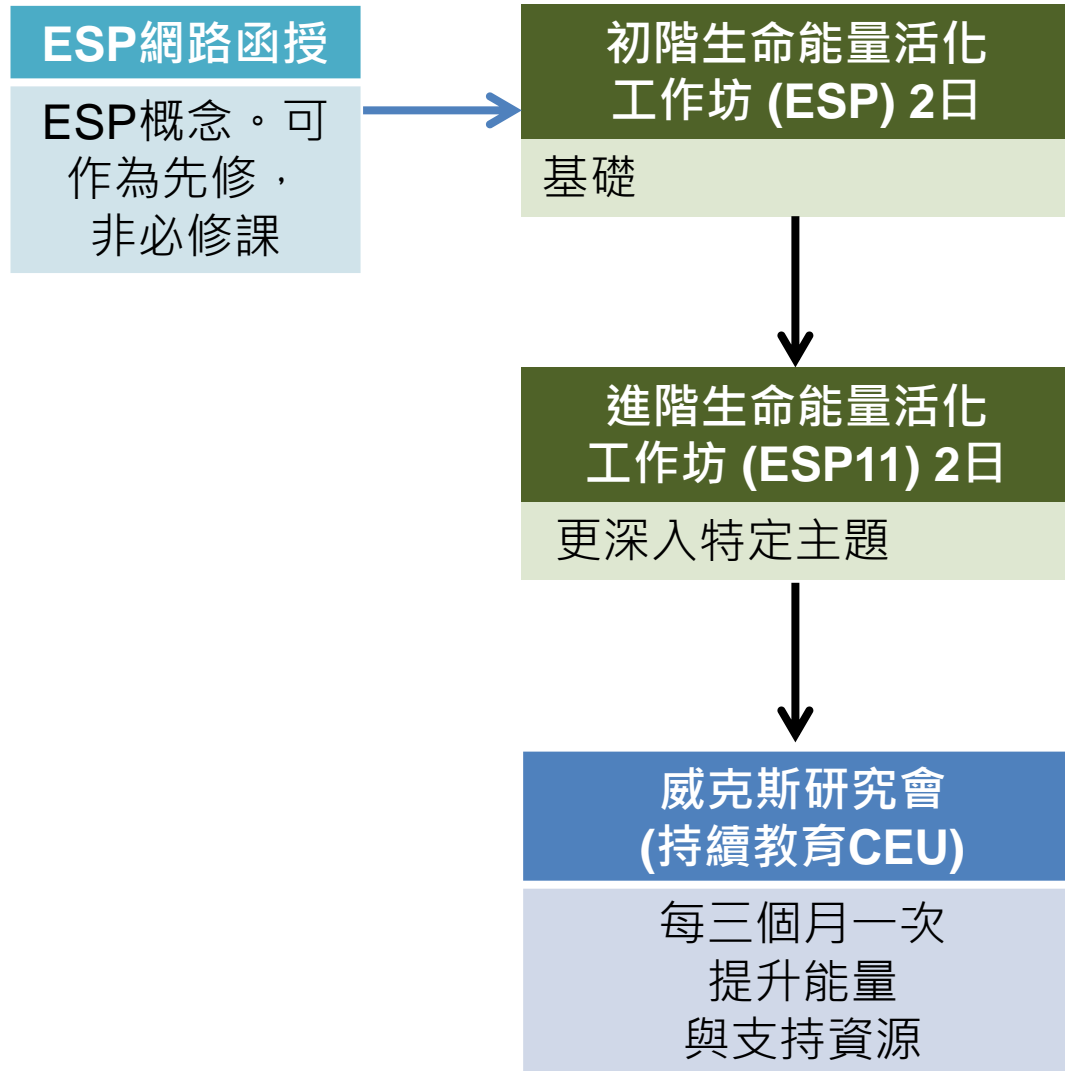 ESP網路函授
ESP概念。可
作為先修，
非必修課
初階生命能量活化
工作坊 (ESP) 2日
基礎
進階生命能量活化
工作坊 (ESP11) 2日
更深入特定主題
威克斯研究會
(持續教育CEU)
每三個月一次
提升能量
與支持資源